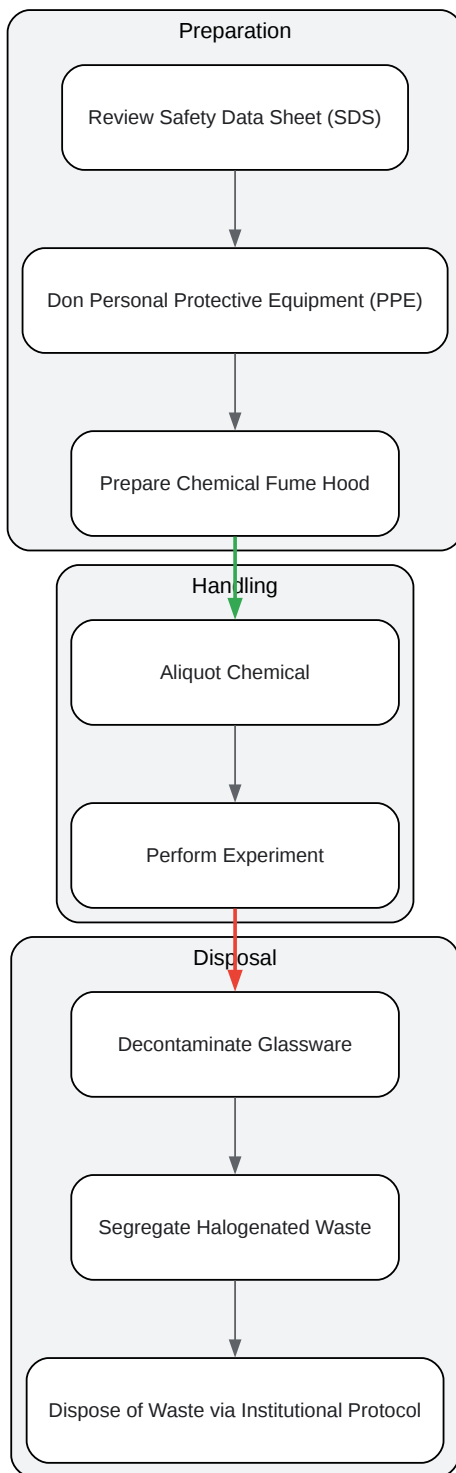 Preparation
Review Safety Data Sheet (SDS)
Don Personal Protective Equipment (PPE)
Prepare Chemical Fume Hood
Handling
Aliquot Chemical
Perform Experiment
Disposal
Decontaminate Glassware
Segregate Halogenated Waste
Dispose of Waste via Institutional Protocol